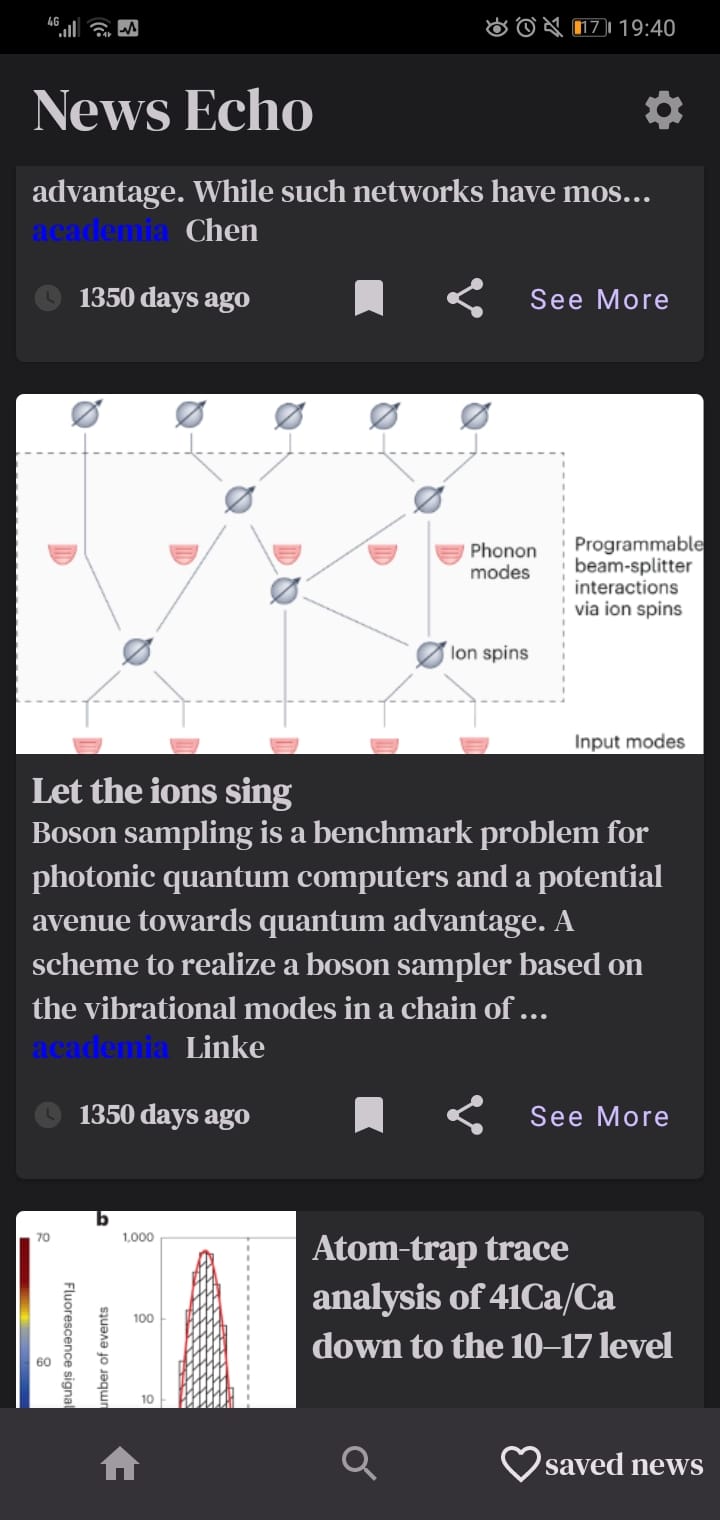 4G 17 19:40
News Echo
advantage. While such networks have mos...
academia Chen
1350 days ago See More
Phonon
modes
Programmable
beam-splitter
interactions
via ion spins
Ion spins
Input modes
Let the ions sing
Boson sampling is a benchmark problem for
photonic quantum computers and a potential
avenue towards quantum advantage. A
scheme to realize a boson sampler based on
the vibrational modes in a chain of ...
academia Linke
1350 days ago See More
b
70
60
Fluorescence signal
umber of events
1,000
100
10
Atom-trap trace
analysis of 41Ca/Ca
down to the 10–17 level
saved news